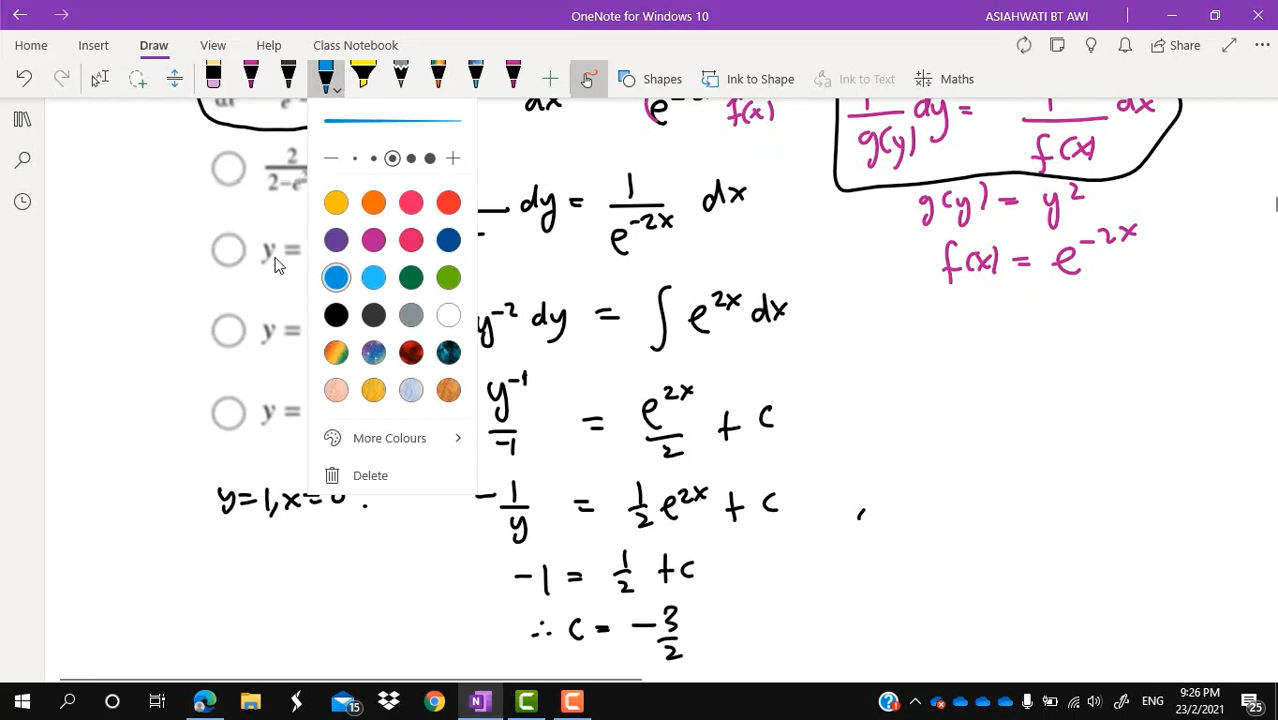 OneNote for Windows 10
ASIAHWATI BT AWI
Home Insert Draw View Help Class Notebook Share
Shapes Ink to Shape Ink to Text Maths
dx
f(x)
1/g(y) dy = 1/f(x) dx
g(y) = y²
f(x) = e^-2x
2/2-e
y =
y =
y =
dy = 1/e^-2x dx
y^-2 dy = ∫ e^2x dx
y^-1/-1 = e^2x/2 + c
More Colours
Delete
y=1, x=0 :
-1/y = 1/2 e^2x + c ,
-1 = 1/2 + c
∴ c = -3/2
15
ENG
9:26 PM
23/2/2021
25